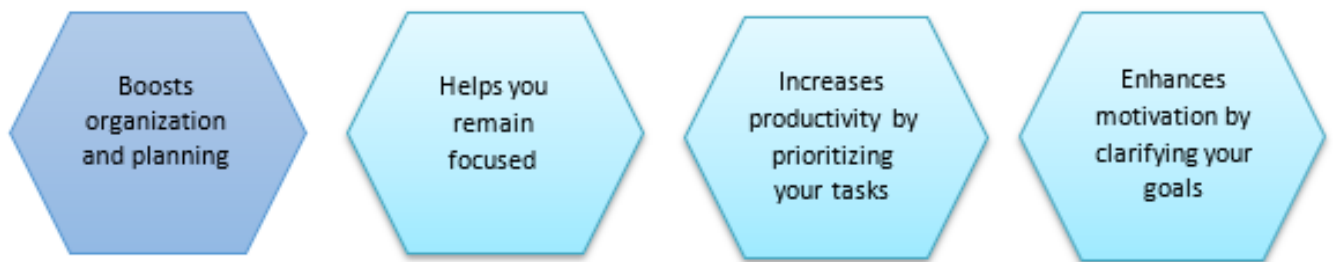 Boosts
organization
and planning
Helps you
remain
focused
Increases
productivity by
prioritizing
your tasks
Enhances
motivation by
clarifying your
goals